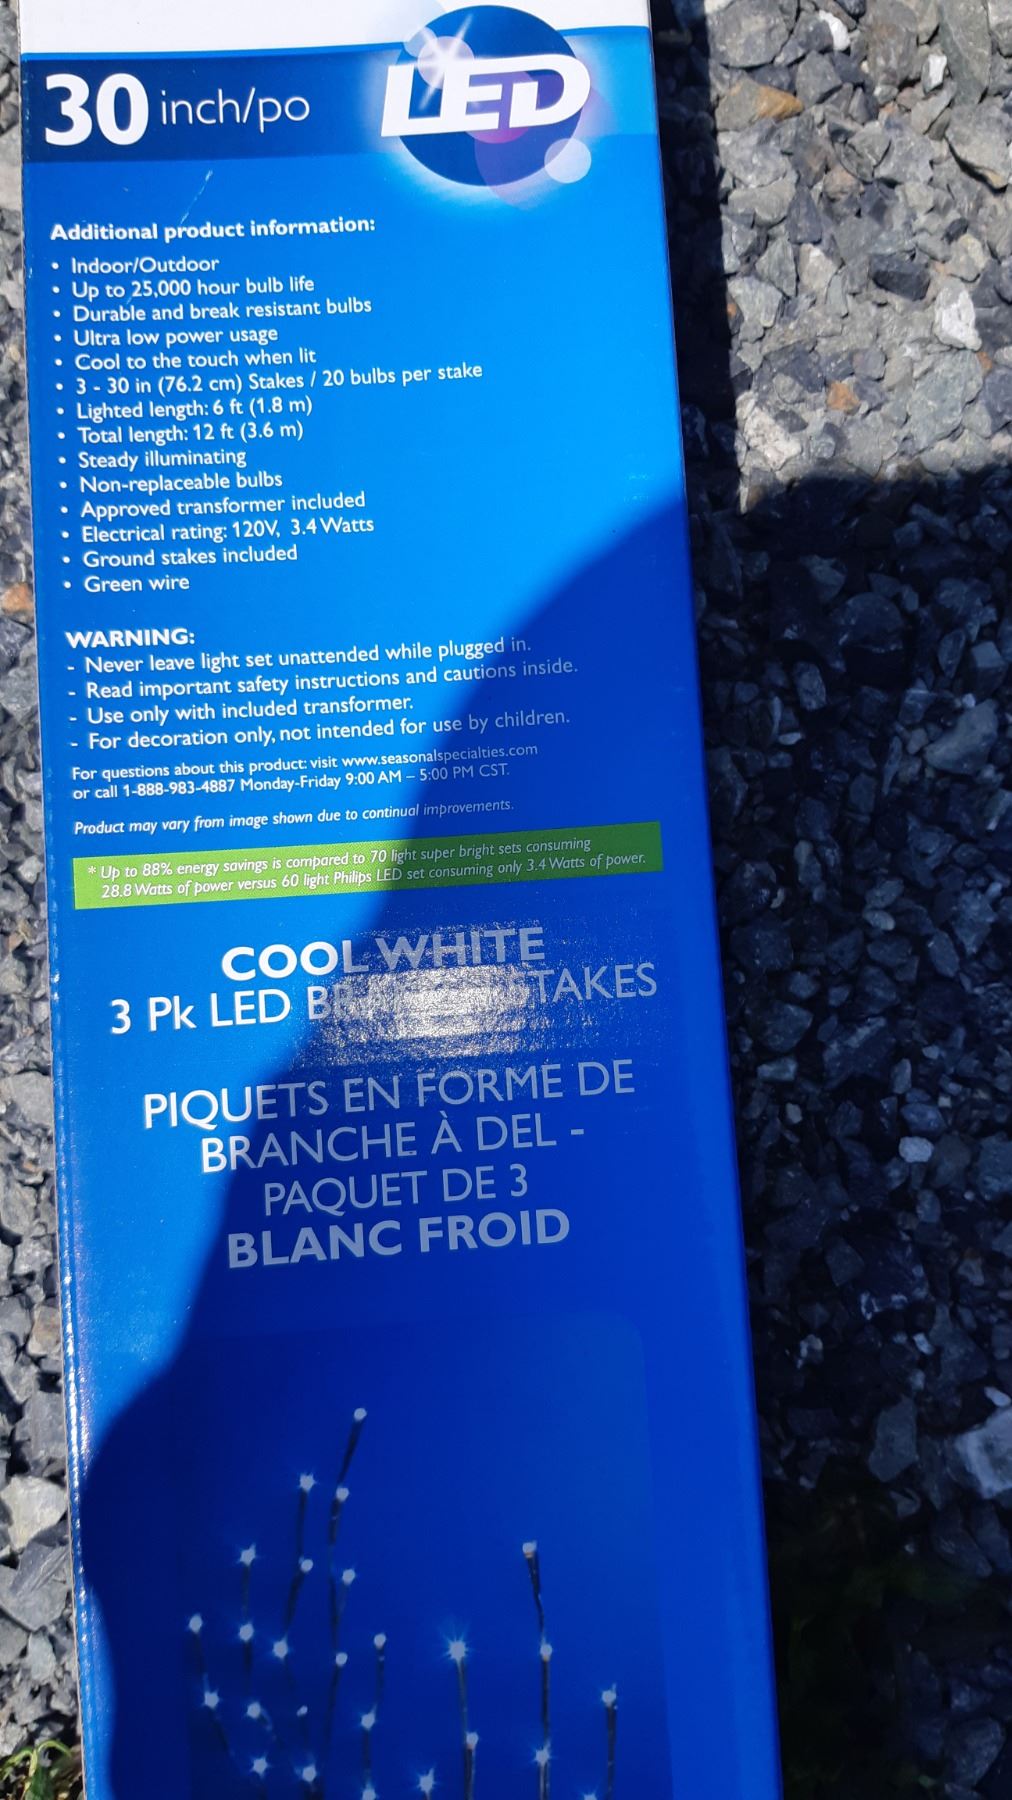 30 inch/po
LED
Additional product information:
• Indoor/Outdoor
• Up to 25,000 hour bulb life
• Durable and break resistant bulbs
• Ultra low power usage
• Cool to the touch when lit
• 3 - 30 in (76.2 cm) Stakes / 20 bulbs per stake
• Lighted length: 6 ft (1.8 m)
• Total length: 12 ft (3.6 m)
• Steady illuminating
• Non-replaceable bulbs
• Approved transformer included
• Electrical rating: 120V, 3.4 Watts
• Ground stakes included
• Green wire
WARNING:
- Never leave light set unattended while plugged in.
- Read important safety instructions and cautions inside.
- Use only with included transformer.
- For decoration only, not intended for use by children.
For questions about this product: visit www.seasonalspecialties.com
or call 1-888-983-4887 Monday-Friday 9:00 AM – 5:00 PM CST.
Product may vary from image shown due to continual improvements.
* Up to 88% energy savings is compared to 70 light super bright sets consuming
28.8 Watts of power versus 60 light Philips LED set consuming only 3.4 Watts of power.
COOL WHITE
3 Pk LED STAKES
PIQUETS EN FORME DE
BRANCHE À DEL -
PAQUET DE 3
BLANC FROID